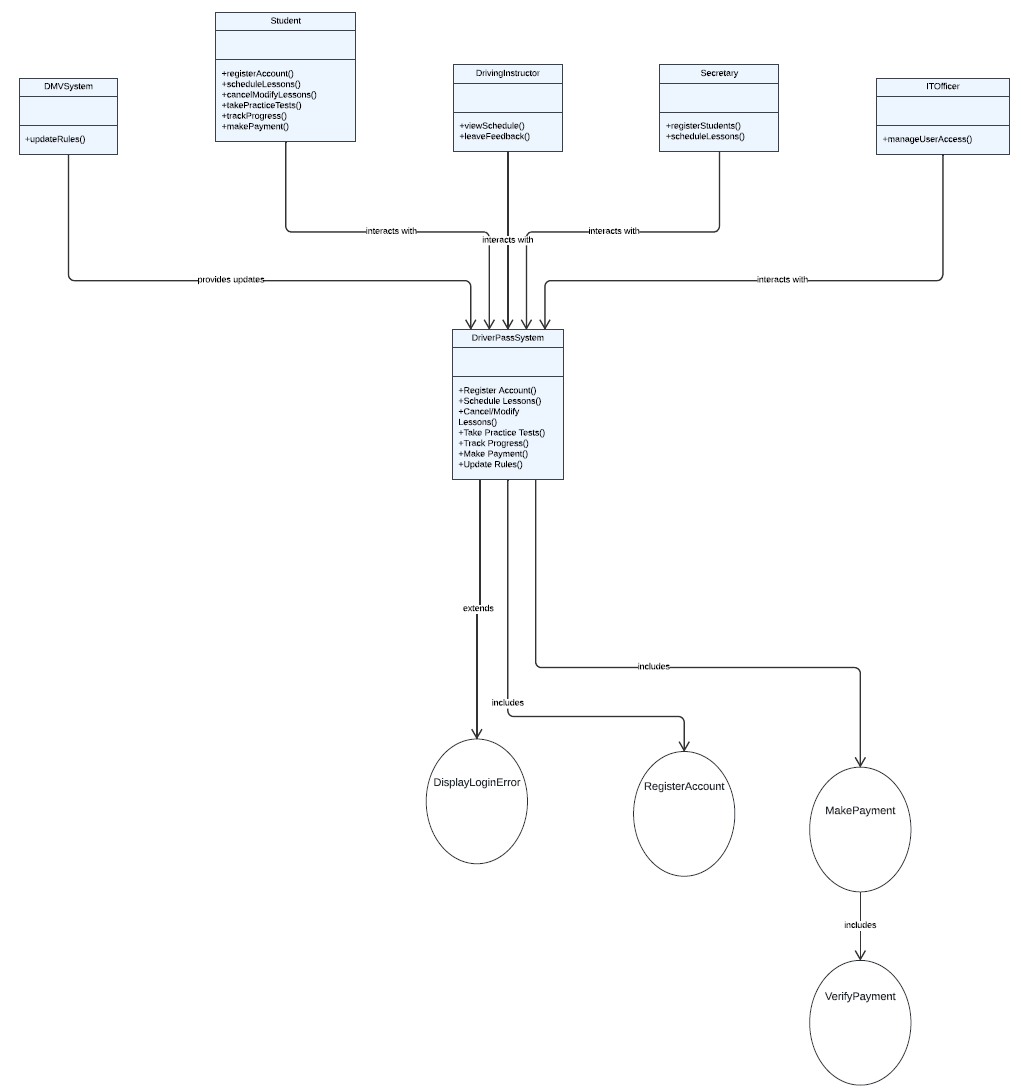 Student
+registerAccount()
+scheduleLessons()
+cancelModifyLessons()
+takePracticeTests()
+trackProgress()
+makePayment()
DMVSystem
+updateRules()
DrivingInstructor
+viewSchedule()
+leaveFeedback()
Secretary
+registerStudents()
+scheduleLessons()
ITOfficer
+manageUserAccess()
interacts with
interacts with
interacts with
provides updates
interacts with
DriverPassSystem
+Register Account()
+Schedule Lessons()
+Cancel/Modify
Lessons()
+Take Practice Tests()
+Track Progress()
+Make Payment()
+Update Rules()
extends
includes
includes
DisplayLoginError
RegisterAccount
MakePayment
includes
VerifyPayment